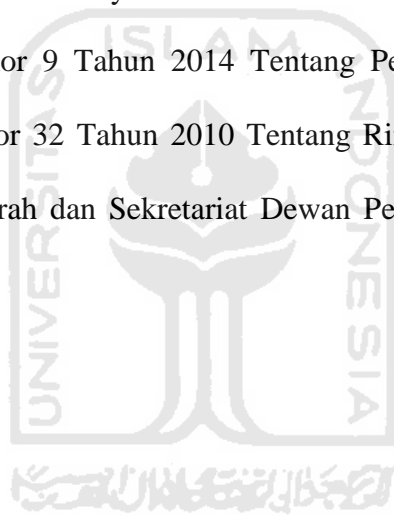 ISLAM
or 9 Tahun 2014 Tentang Pe
or 32 Tahun 2010 Tentang Ri
rah dan Sekretariat Dewan Pe
UNIVERSITAS
INDONESIA